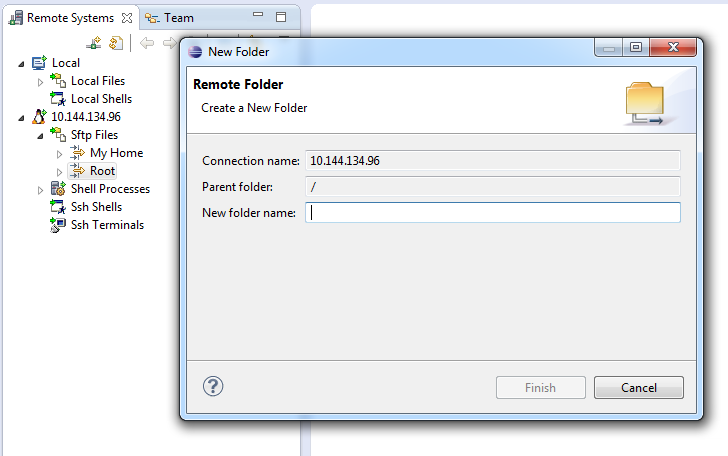 Remote Systems
Team
Local
Local Files
Local Shells
10.144.134.96
Sftp Files
My Home
Root
Shell Processes
Ssh Shells
Ssh Terminals
New Folder
Remote Folder
Create a New Folder
Connection name: 10.144.134.96
Parent folder: /
New folder name:
?
Finish
Cancel